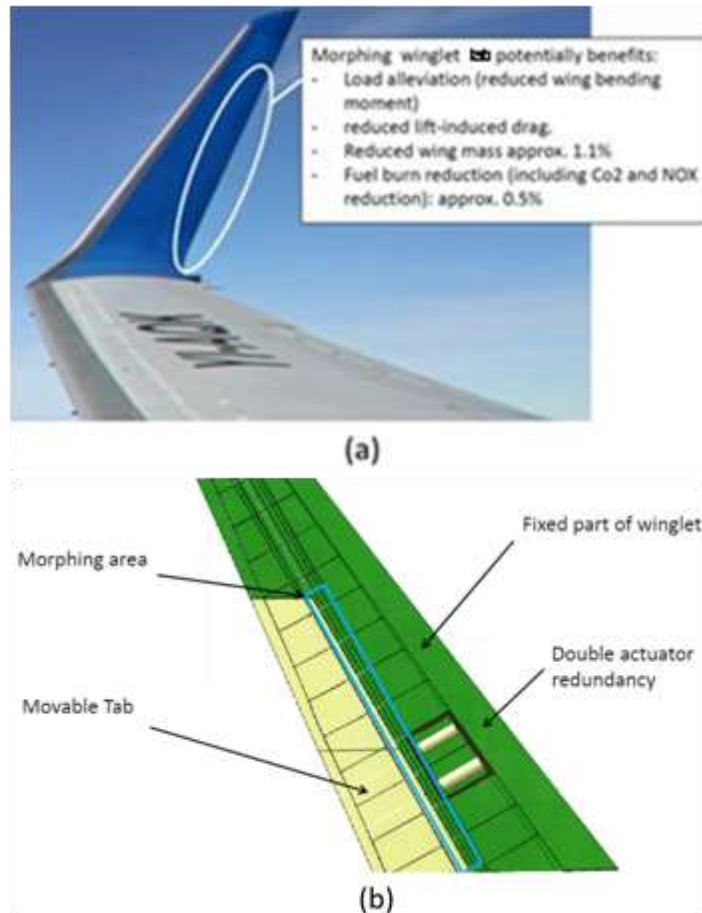 Morphing winglet tab potentially benefits:
- Load alleviation (reduced wing bending
moment)
- reduced lift-induced drag.
- Reduced wing mass approx. 1.1%
- Fuel burn reduction (including Co2 and NOX
reduction): approx. 0.5%
(a)
Fixed part of winglet
Morphing area
Double actuator
redundancy
Movable Tab
(b)